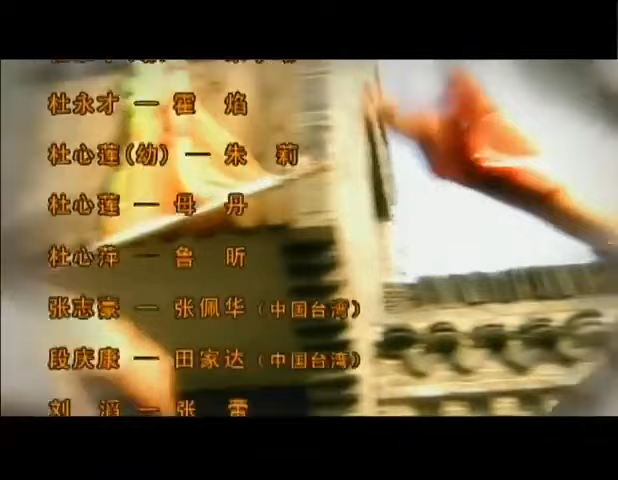 杜永才 — 霍 焰
杜心莲(幼) — 朱 莉
杜心莲 — 母 丹
杜心萍 — 鲁 昕
张志豪 — 张佩华(中国台湾)
段庆康 — 田家达(中国台湾)
刘 滔 — 张 雷